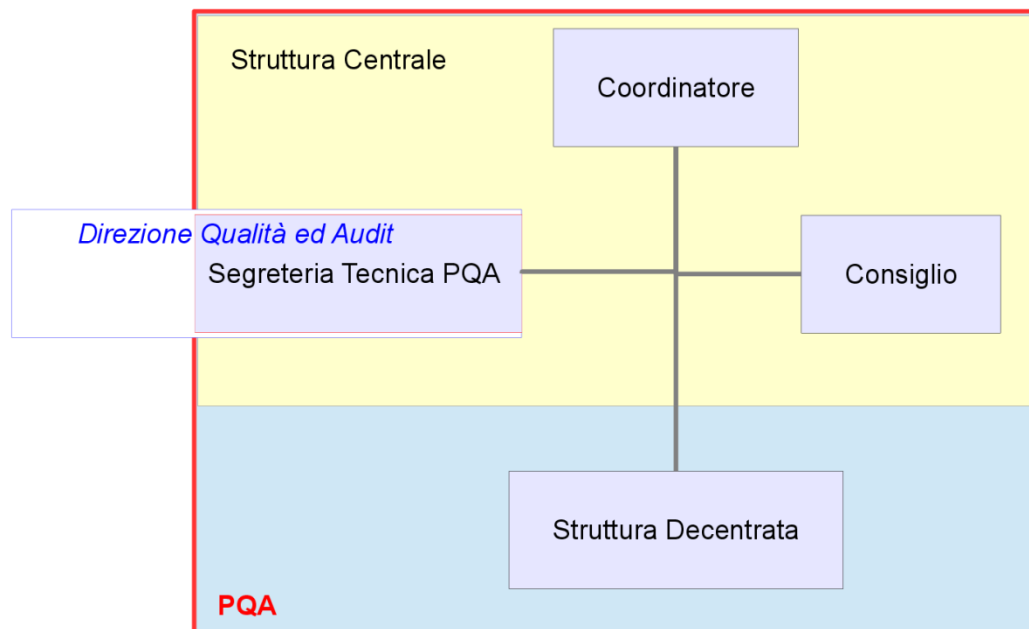 Struttura Centrale
Coordinatore
Direzione Qualità ed Audit
Segreteria Tecnica PQA
Consiglio
Struttura Decentrata
PQA